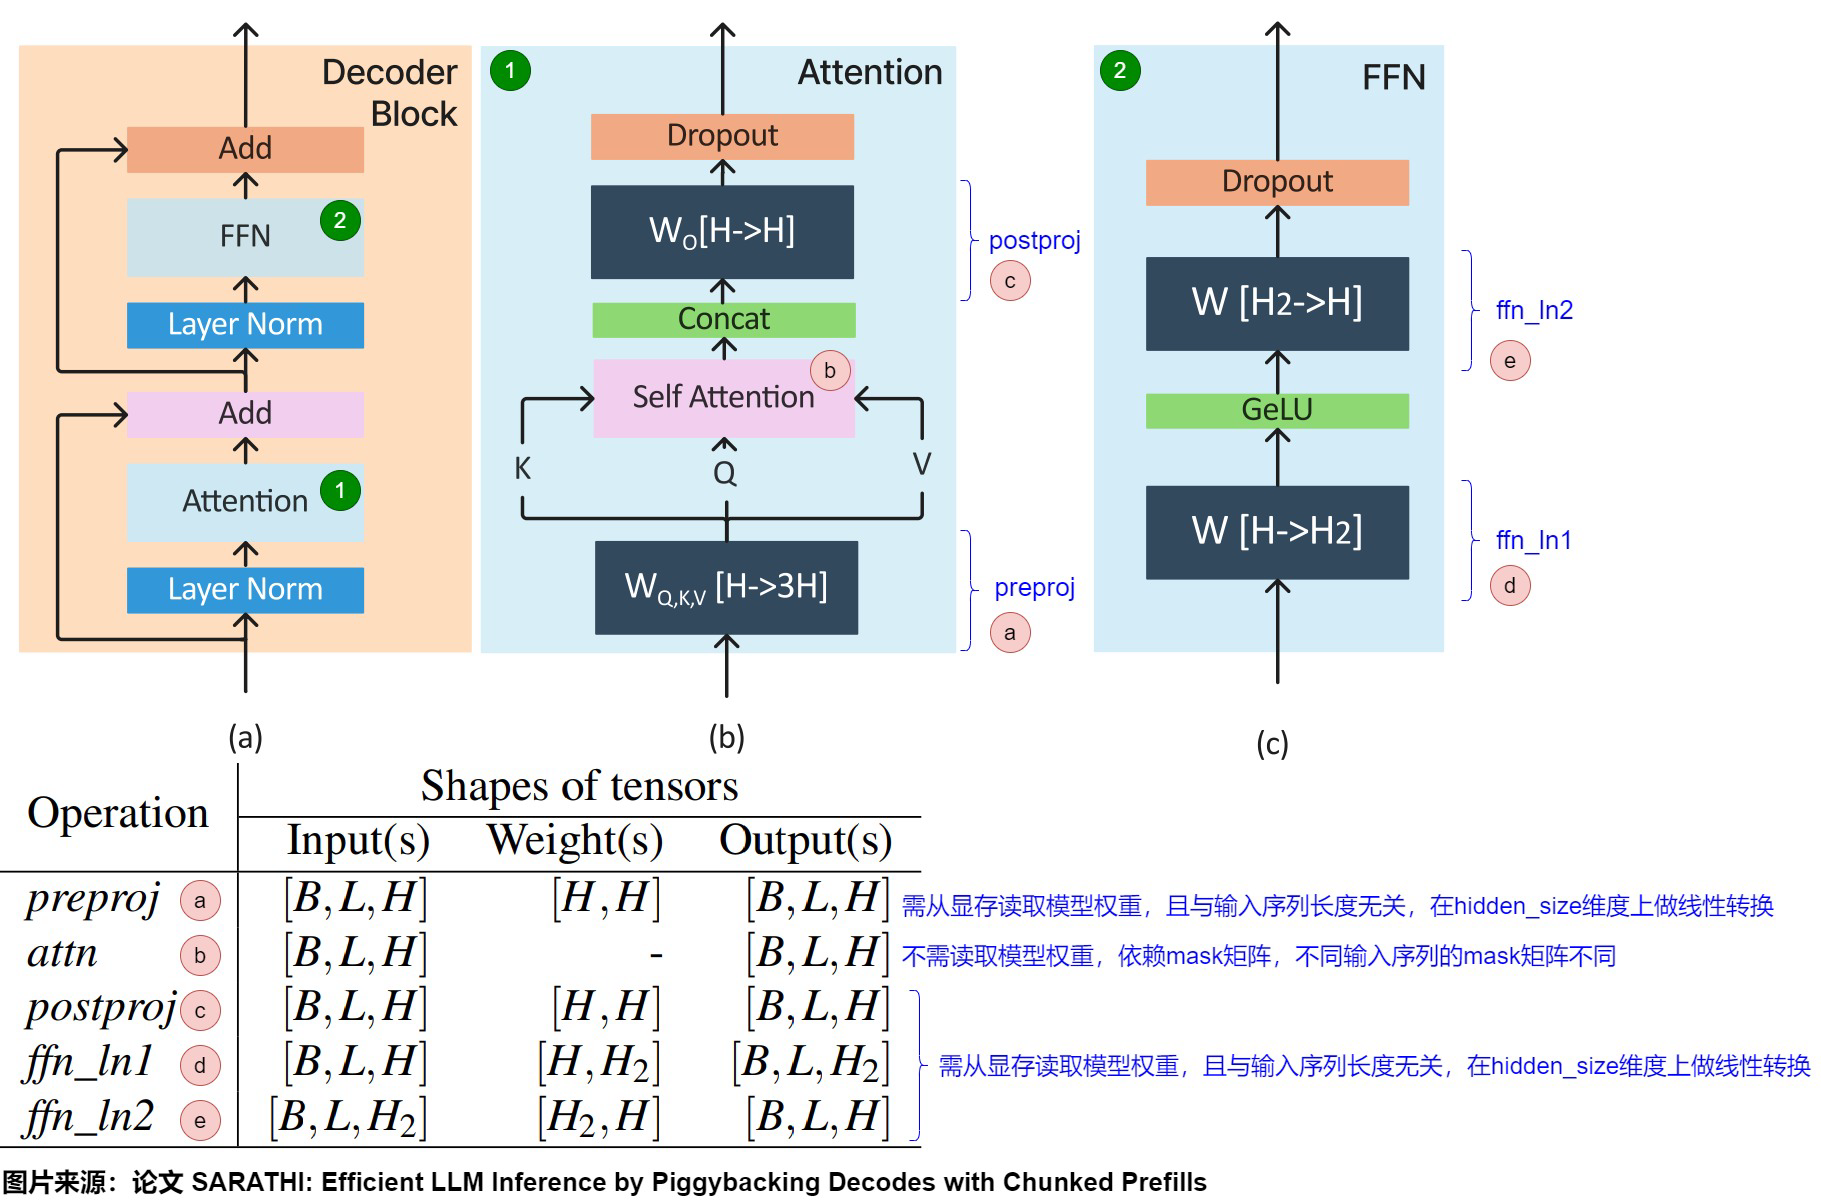 Decoder
Block
Add
FFN
2
Layer Norm
Add
Attention
1
Layer Norm
(a)
1
Attention
Dropout
W_O[H->H]
postproj
c
Concat
Self Attention
b
K
Q
V
W_Q,K,V [H->3H]
preproj
a
(b)
2
FFN
Dropout
W [H2->H]
ffn_ln2
e
GeLU
W [H->H2]
ffn_ln1
d
(c)
Operation
Shapes of tensors
Input(s) Weight(s) Output(s)
preproj a [B,L,H] [H,H] [B,L,H] 需从显存读取模型权重，且与输入序列长度无关，在hidden_size维度上做线性转换
attn b [B,L,H] - [B,L,H] 不需读取模型权重，依赖mask矩阵，不同输入序列的mask矩阵不同
postproj c [B,L,H] [H,H] [B,L,H]
ffn_ln1 d [B,L,H] [H,H₂] [B,L,H₂] 需从显存读取模型权重，且与输入序列长度无关，在hidden_size维度上做线性转换
ffn_ln2 e [B,L,H₂] [H₂,H] [B,L,H]
图片来源：论文 SARATHI: Efficient LLM Inference by Piggybacking Decodes with Chunked Prefills